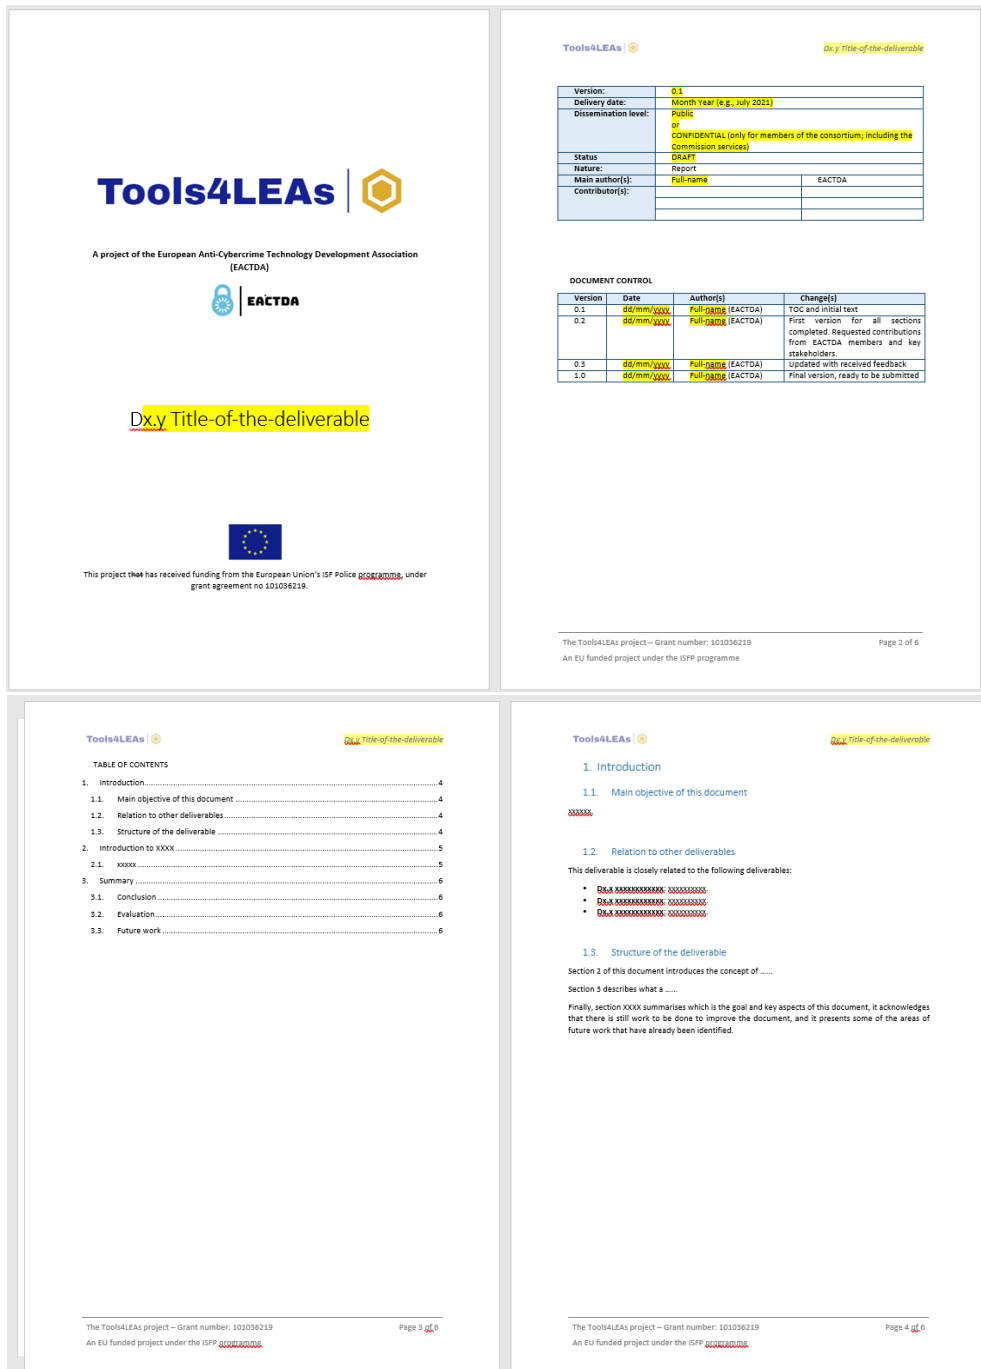 Tools4LEAs
A project of the European Anti-Cybercrime Technology Development Association
(EACTDA)
EACTDA
Dx.y Title-of-the-deliverable
This project that has received funding from the European Union's ISF Police programme, under
grant agreement no 101036219.
Tools4LEAs
Dx.y Title-of-the-deliverable
Version: 0.1
Delivery date: Month Year (e.g., July 2021)
Dissemination level: Public
or
CONFIDENTIAL (only for members of the consortium; including the
Commission services)
Status DRAFT
Nature: Report
Main author(s): Full-name EACTDA
Contributor(s):
DOCUMENT CONTROL
Version Date Author(s) Change(s)
0.1 dd/mm/yyyy Full-name (EACTDA) TOC and initial text
0.2 dd/mm/yyyy Full-name (EACTDA) First version for all sections
completed. Requested contributions
from EACTDA members and key
stakeholders.
0.3 dd/mm/yyyy Full-name (EACTDA) Updated with received feedback
1.0 dd/mm/yyyy Full-name (EACTDA) Final version, ready to be submitted
The Tools4LEAs project – Grant number: 101036219 Page 2 of 6
An EU funded project under the ISFP programme
Tools4LEAs
Dx.y Title-of-the-deliverable
TABLE OF CONTENTS
1. Introduction 4
1.1. Main objective of this document 4
1.2. Relation to other deliverables 4
1.3. Structure of the deliverable 4
2. Introduction to XXXX 5
2.1. xxxxx 5
3. Summary 6
3.1. Conclusion 6
3.2. Evaluation 6
3.3. Future work 6
The Tools4LEAs project – Grant number: 101036219 Page 3 of 6
An EU funded project under the ISFP programme
Tools4LEAs
Dx.y Title-of-the-deliverable
1. Introduction
1.1. Main objective of this document
xxxxxx.
1.2. Relation to other deliverables
This deliverable is closely related to the following deliverables:
• Dx.x xxxxxxxxxxxx: xxxxxxxxxx.
• Dx.x xxxxxxxxxxxx: xxxxxxxxxx.
• Dx.x xxxxxxxxxxxx: xxxxxxxxxx.
1.3. Structure of the deliverable
Section 2 of this document introduces the concept of ......
Section 3 describes what a ......
Finally, section XXXX summarises which is the goal and key aspects of this document, it acknowledges
that there is still work to be done to improve the document, and it presents some of the areas of
future work that have already been identified.
The Tools4LEAs project – Grant number: 101036219 Page 4 of 6
An EU funded project under the ISFP programme